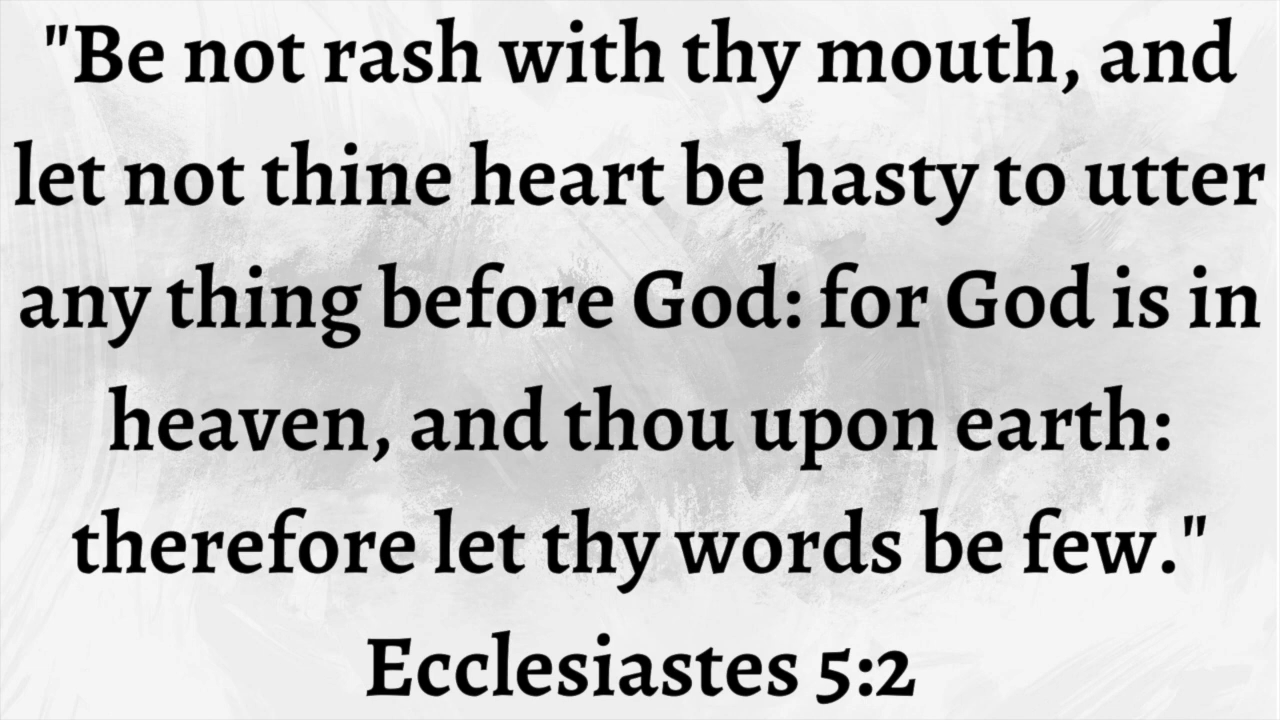 "Be not rash with thy mouth, and
let not thine heart be hasty to utter
any thing before God: for God is in
heaven, and thou upon earth:
therefore let thy words be few."
Ecclesiastes 5:2